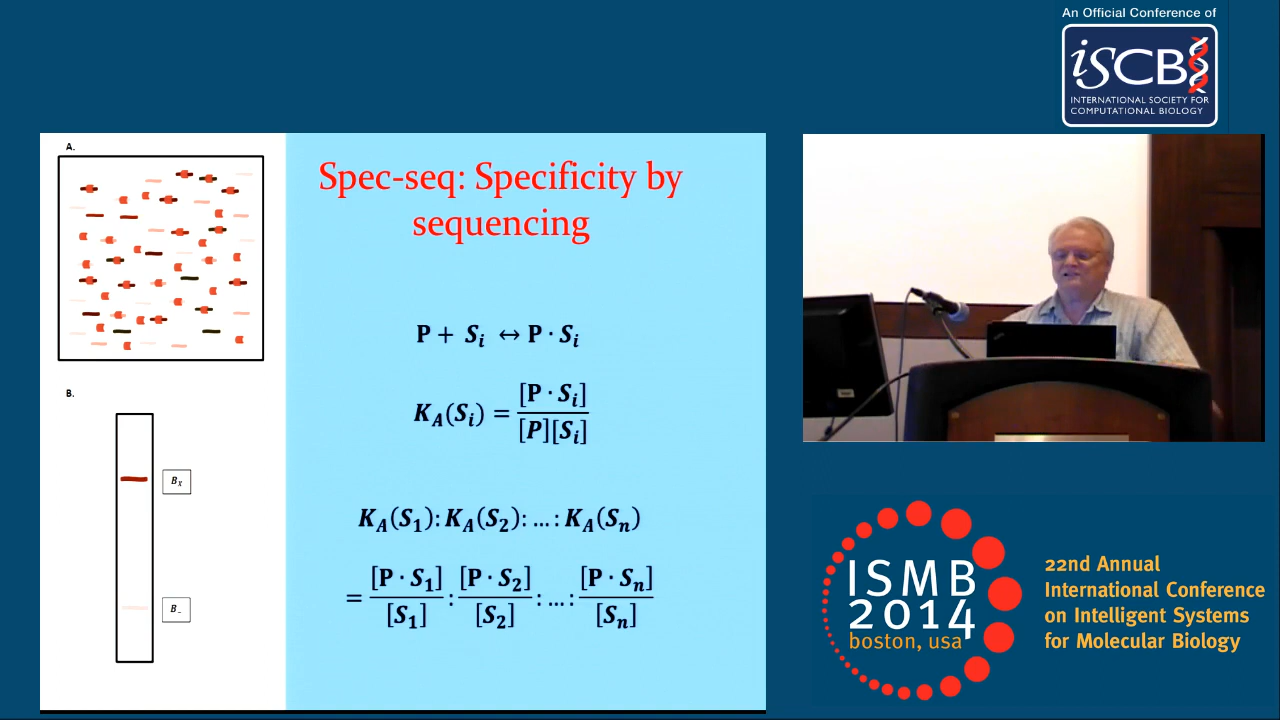 An Official Conference of
iSCB
INTERNATIONAL SOCIETY FOR
COMPUTATIONAL BIOLOGY
A.
Spec-seq: Specificity by
sequencing
P + S_i ↔ P · S_i
K_A(S_i) = [P · S_i] / [P][S_i]
K_A(S_1): K_A(S_2): ... : K_A(S_n)
= [P · S_1] / [S_1] : [P · S_2] / [S_2] : ... : [P · S_n] / [S_n]
B.
B_x
B_-
ISMB
2014
boston, usa
22nd Annual
International Conference
on Intelligent Systems
for Molecular Biology